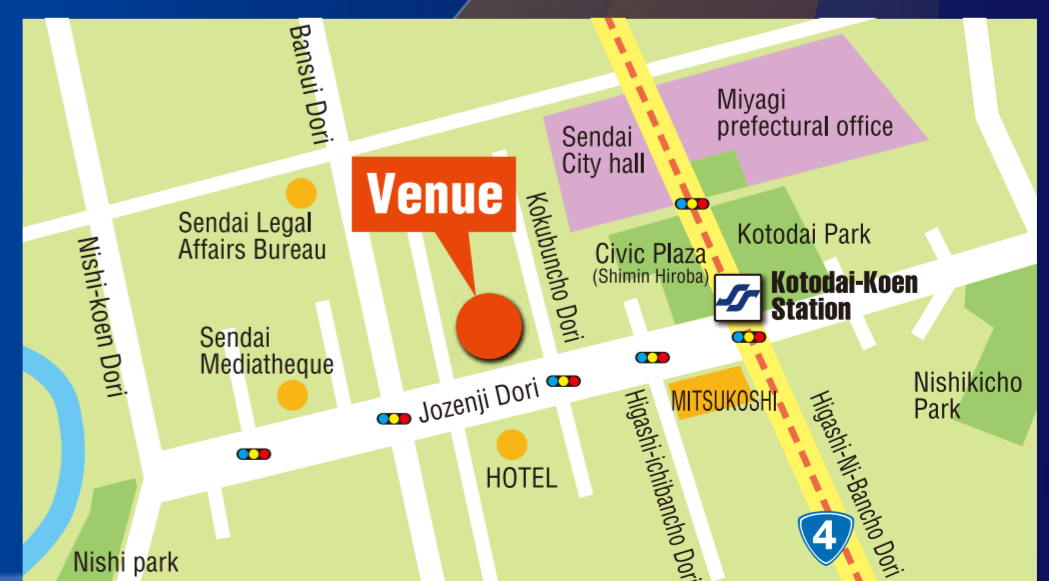 Bansui Dori
Miyagi
prefectural office
Sendai
City hall
Venue
Sendai Legal
Affairs Bureau
Kokubuncho Dori
Kotodai Park
Civic Plaza
(Shimin Hiroba)
Nishi-koen Dori
Kotodai-Koen
Station
Sendai
Mediatheque
Jozenji Dori
MITSUKOSHI
Nishikicho
Park
HOTEL
Higashi-ichibancho Dori
Higashi-Ni-Bancho Dori
4
Nishi park